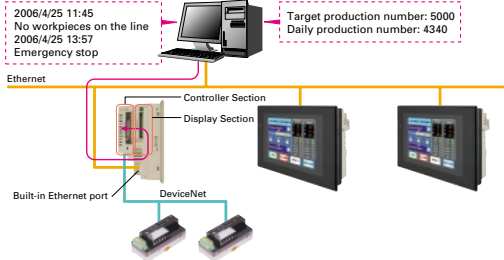 2006/4/25 11:45
No workpieces on the line
2006/4/25 13:57
Emergency stop
Target production number: 5000
Daily production number: 4340
Ethernet
Controller Section
Display Section
Built-in Ethernet port
DeviceNet